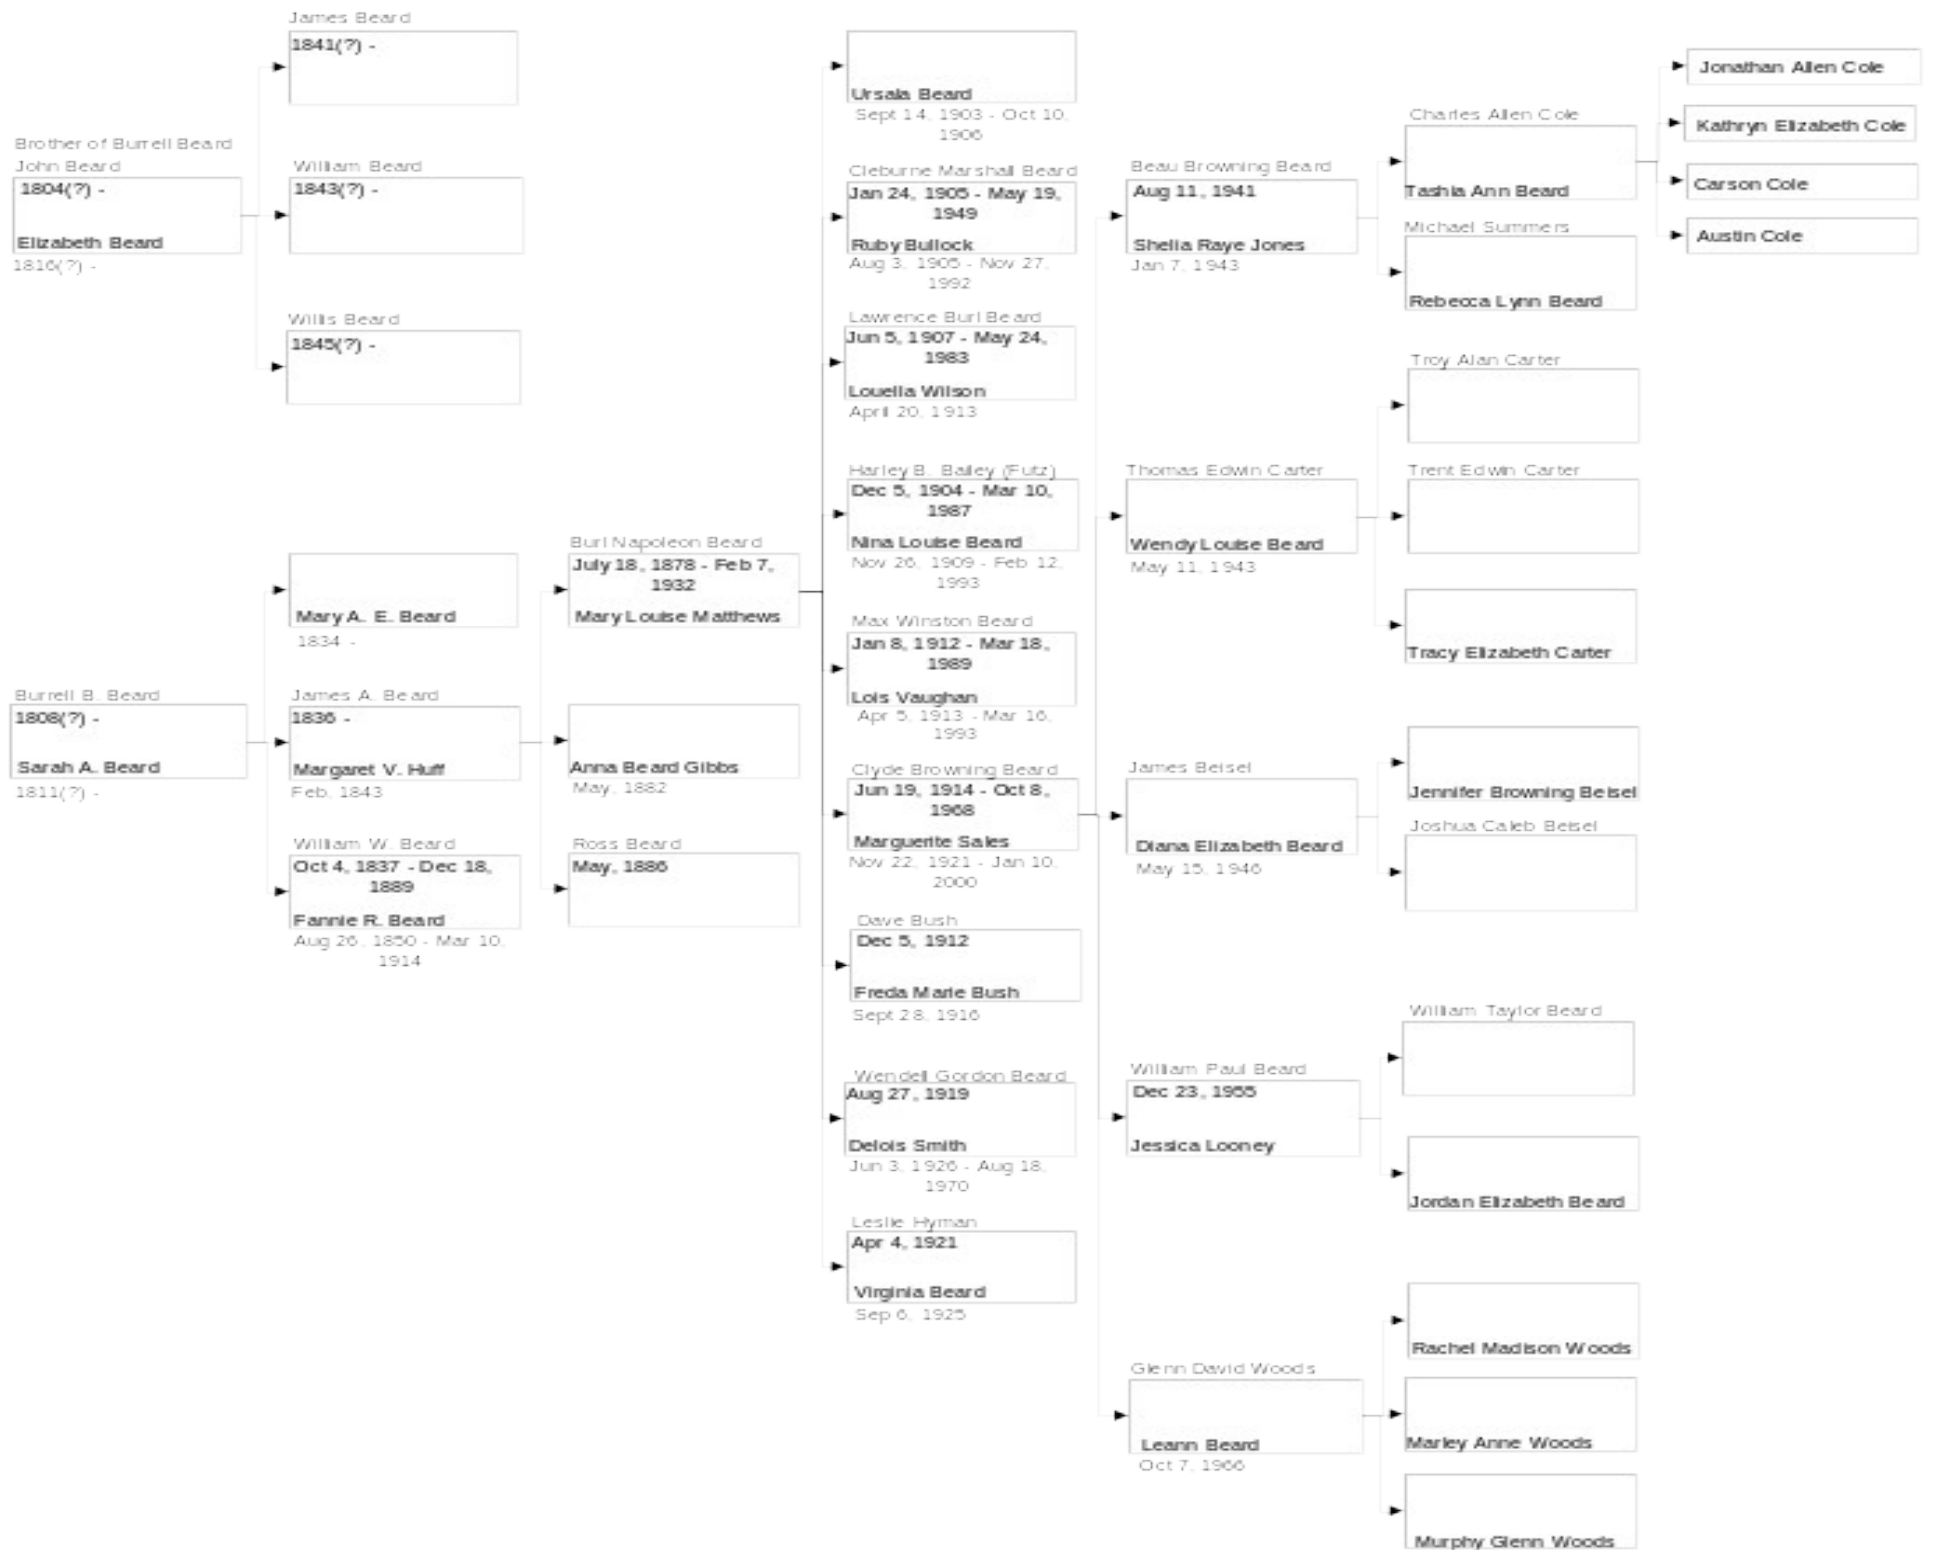 Brother of Burrell Beard
John Beard
1804(?) -
Elizabeth Beard
1816(?) -
James Beard
1841(?) -
William Beard
1843(?) -
Willis Beard
1845(?) -
Burrell B. Beard
1808(?) -
Sarah A. Beard
1811(?) -
Mary A. E. Beard
1834 -
James A. Beard
1836 -
Margaret V. Huff
Feb, 1843
William W. Beard
Oct 4, 1837 - Dec 18,
1889
Fannie R. Beard
Aug 26, 1850 - Mar 10,
1914
Burl Napoleon Beard
July 18, 1878 - Feb 7,
1932
Mary Louise Matthews
Anna Beard Gibbs
May, 1882
Ross Beard
May, 1886
Ursala Beard
Sept 14, 1903 - Oct 10,
1906
Cleburne Marshall Beard
Jan 24, 1905 - May 19,
1949
Ruby Bullock
Aug 3, 1905 - Nov 27,
1992
Lawrence Burl Beard
Jun 5, 1907 - May 24,
1983
Louella Wilson
April 20, 1913
Harley B. Bailey (Futz)
Dec 5, 1904 - Mar 10,
1987
Nina Louise Beard
Nov 26, 1909 - Feb 12,
1993
Max Winston Beard
Jan 8, 1912 - Mar 18,
1989
Lois Vaughan
Apr 5, 1913 - Mar 16,
1993
Clyde Browning Beard
Jun 19, 1914 - Oct 8,
1968
Marguerite Sales
Nov 22, 1921 - Jan 10,
2000
Dave Bush
Dec 5, 1912
Freda Marie Bush
Sept 28, 1916
Wendell Gordon Beard
Aug 27, 1919
Delois Smith
Jun 3, 1926 - Aug 18,
1970
Leslie Hyman
Apr 4, 1921
Virginia Beard
Sep 6, 1925
Beau Browning Beard
Aug 11, 1941
Shelia Raye Jones
Jan 7, 1943
Thomas Edwin Carter
Wendy Louise Beard
May 11, 1943
James Beisel
Diana Elizabeth Beard
May 15, 1946
William Paul Beard
Dec 23, 1955
Jessica Looney
Glenn David Woods
Leann Beard
Oct 7, 1966
Charles Allen Cole
Tashia Ann Beard
Michael Summers
Rebecca Lynn Beard
Troy Alan Carter
Trent Edwin Carter
Tracy Elizabeth Carter
Jennifer Browning Beisel
Joshua Caleb Beisel
William Taylor Beard
Jordan Elizabeth Beard
Rachel Madison Woods
Marley Anne Woods
Murphy Glenn Woods
Jonathan Allen Cole
Kathryn Elizabeth Cole
Carson Cole
Austin Cole